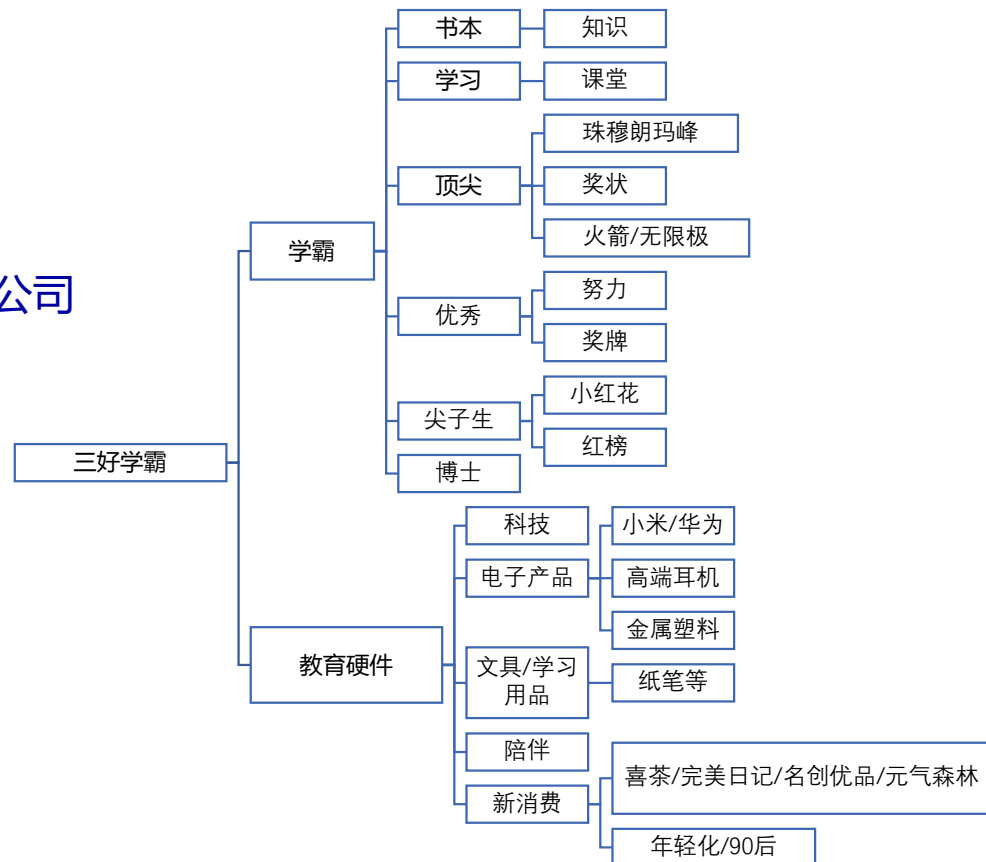 公司
三好学霸
学霸
书本
知识
学习
课堂
顶尖
珠穆朗玛峰
奖状
火箭/无限极
优秀
努力
奖牌
尖子生
小红花
红榜
博士
教育硬件
科技
电子产品
小米/华为
高端耳机
金属塑料
文具/学习
用品
纸笔等
陪伴
新消费
喜茶/完美日记/名创优品/元气森林
年轻化/90后